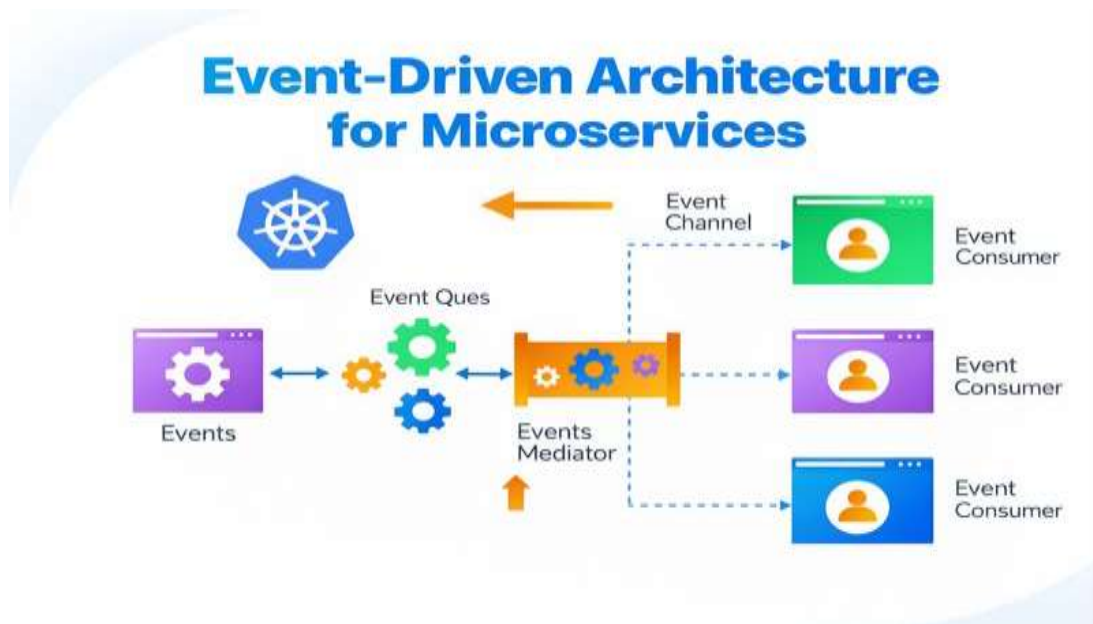 Event-Driven Architecture
for Microservices
Event
Channel
Event
Consumer
Event Ques
Events
Event
Consumer
Events
Mediator
Event
Consumer